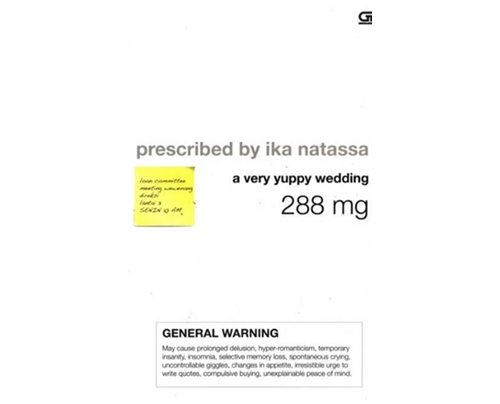 prescribed by ika natassa
a very yuppy wedding
288 mg
loan committee
meeting
direksi
lantai 3
SENIN 10 AM
GENERAL WARNING
May cause prolonged delusion, hyper-romanticism, temporary
insanity, insomnia, selective memory loss, spontaneous crying,
uncontrollable giggles, changes in appetite, irresistible urge to
write quotes, compulsive buying, unexplainable peace of mind.